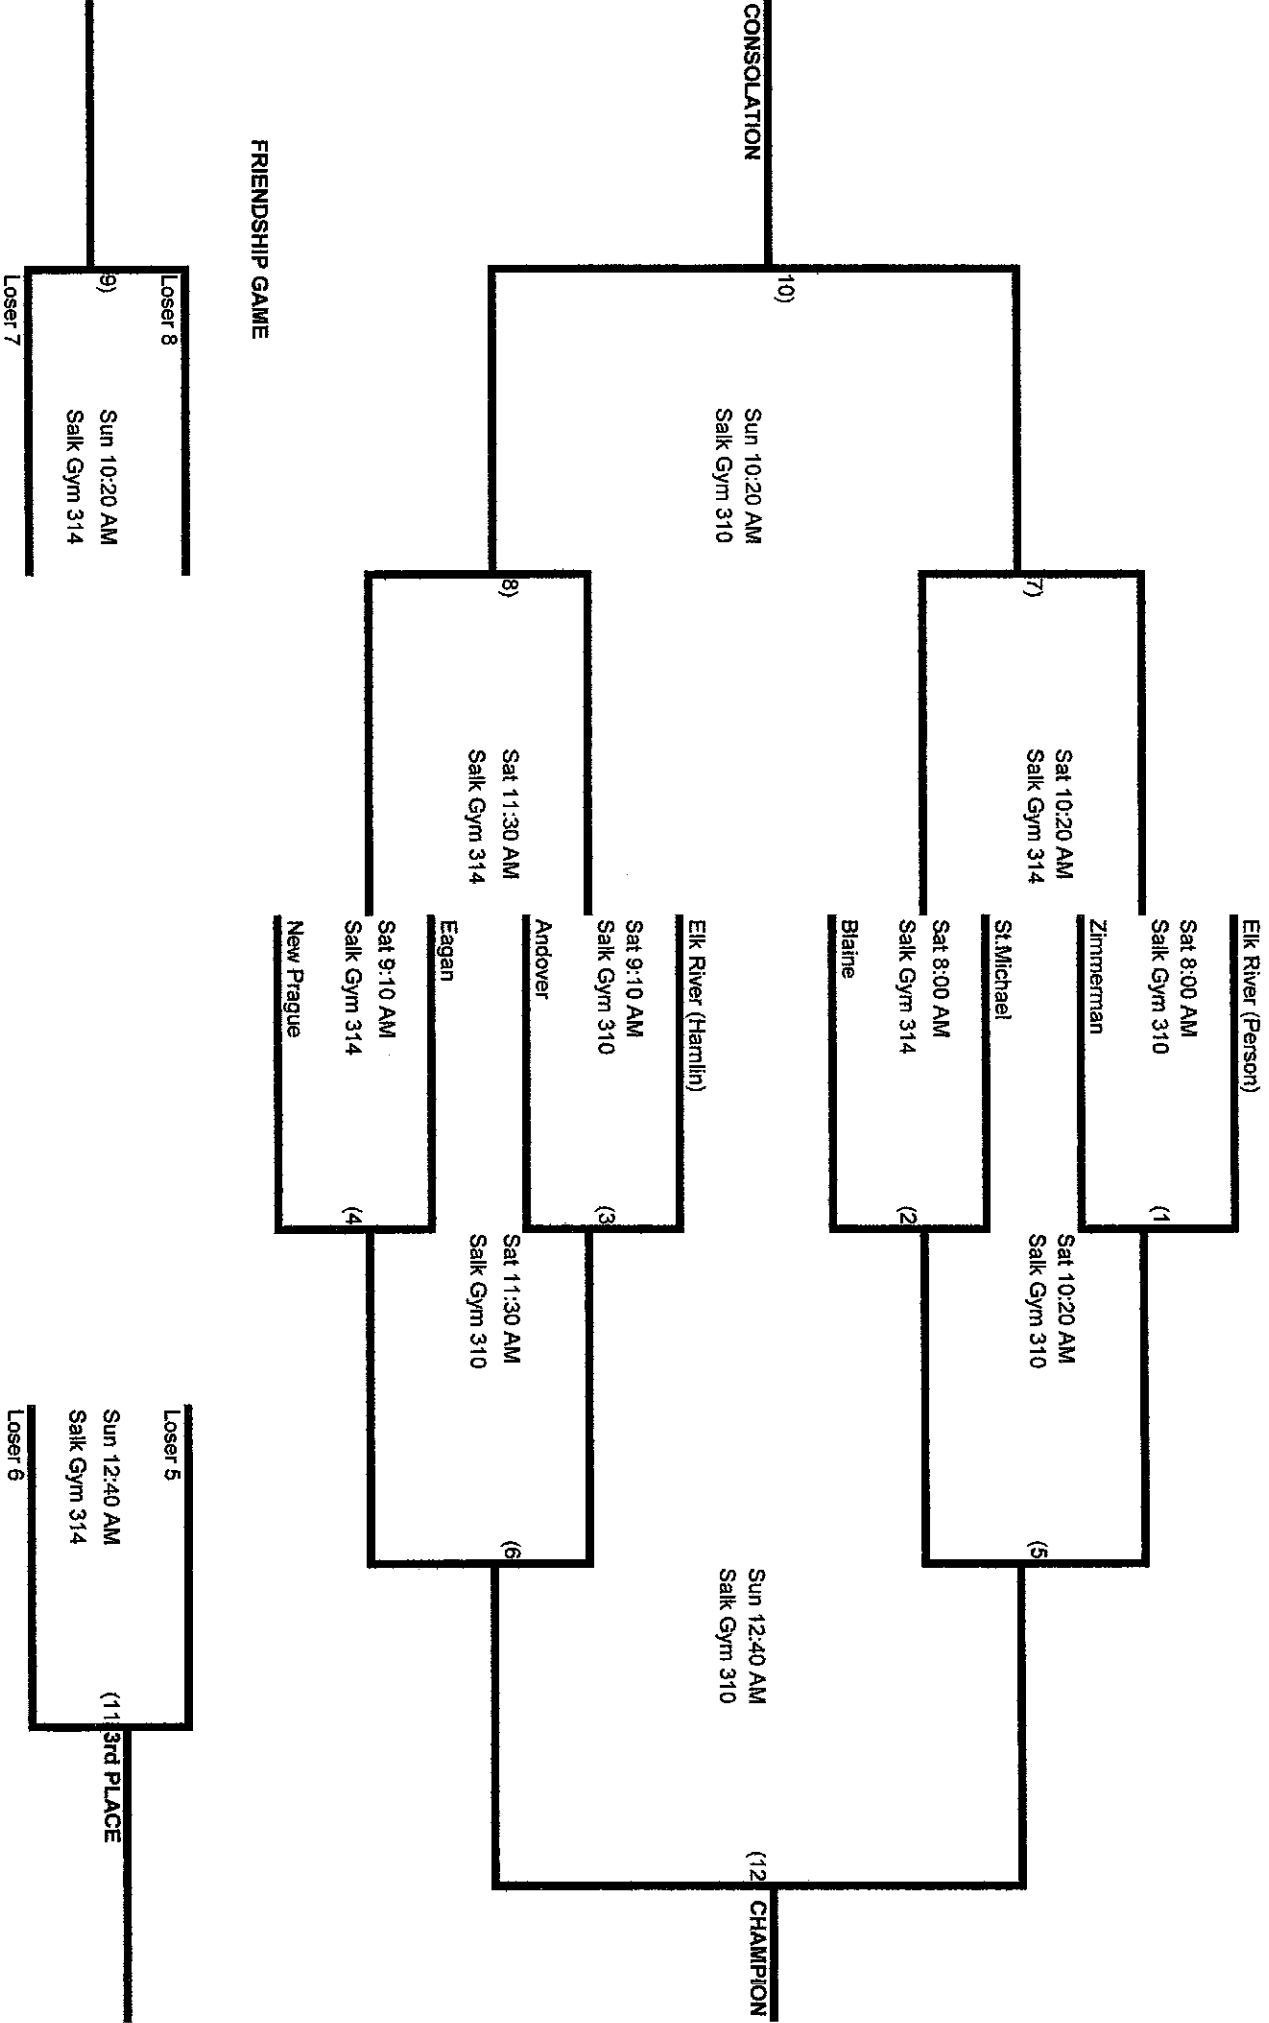 Elk River (Person)
Sat 8:00 AM
Salk Gym 310
(1
Zimmerman
Sat 10:20 AM
Salk Gym 314
7)
Sat 10:20 AM
Salk Gym 310
(5
St.Michael
Sat 8:00 AM
Salk Gym 314
(2
Blaine
10)
Sun 10:20 AM
Salk Gym 310
CONSOLATION
Sun 12:40 AM
Salk Gym 310
(12
CHAMPION
Elk River (Hamlin)
Sat 9:10 AM
Salk Gym 310
(3
Andover
8)
Sat 11:30 AM
Salk Gym 314
Sat 11:30 AM
Salk Gym 310
(6
Eagan
Sat 9:10 AM
Salk Gym 314
(4
New Prague
FRIENDSHIP GAME
Loser 8
9)
Sun 10:20 AM
Salk Gym 314
Loser 7
Loser 5
Sun 12:40 AM
Salk Gym 314
(11 3rd PLACE
Loser 6